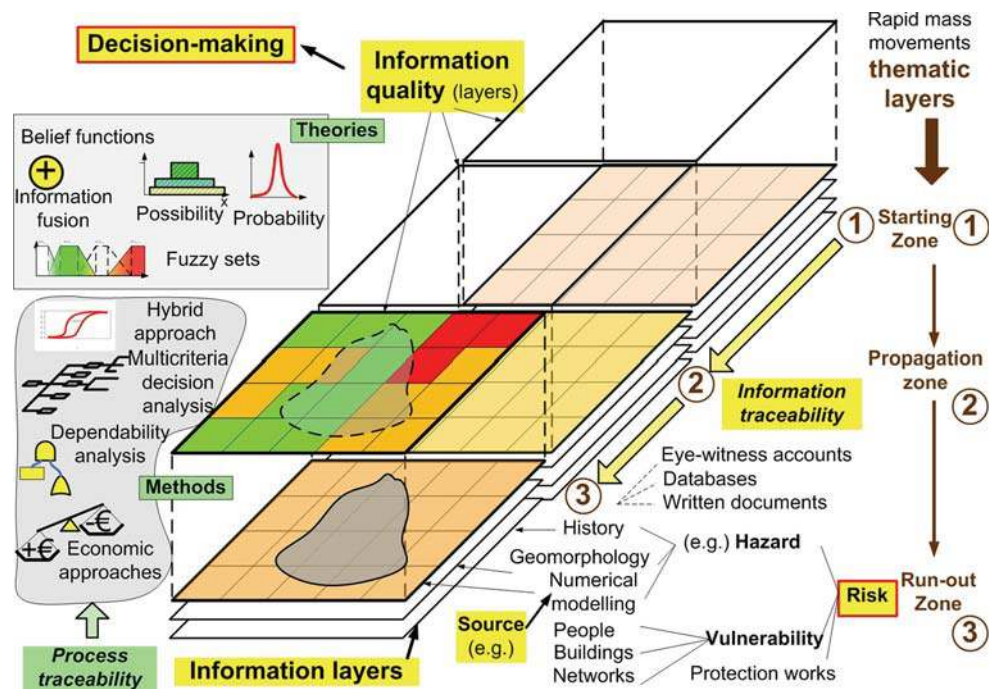 Decision-making
Information
quality (layers)
Rapid mass
movements
thematic
layers
Theories
Belief functions
+
Information
fusion
Possibility
x
Probability
Fuzzy sets
1
Starting
Zone
1
Hybrid
approach
Multicriteria
decision
analysis
Dependability
analysis
Methods
+€
-€
Economic
approaches
Process
traceability
2
Propagation
zone
2
Information
traceability
3
Eye-witness accounts
Databases
Written documents
History
Geomorphology
Numerical
modelling
(e.g.) Hazard
Source
(e.g.)
People
Buildings
Networks
Vulnerability
Protection works
Risk
Run-out
Zone
3
Information layers